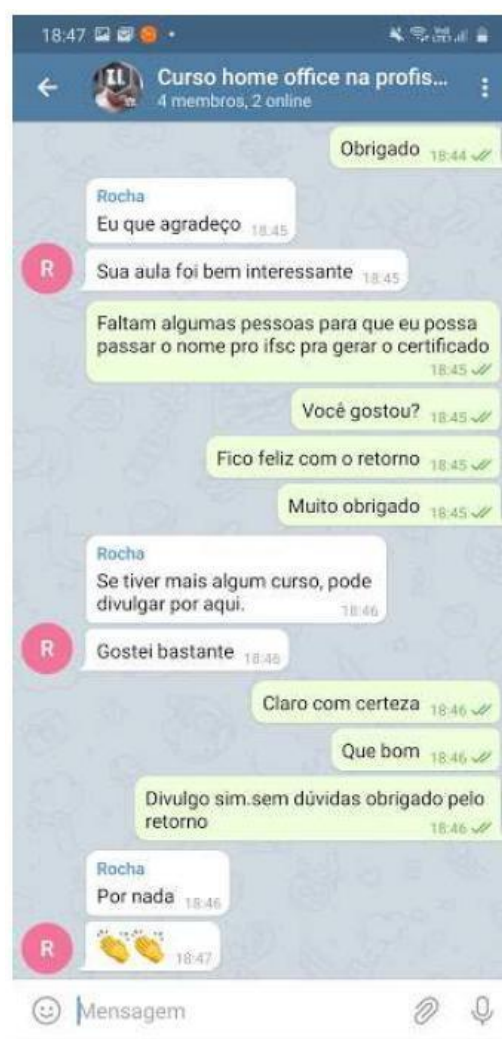 18:47
Curso home office na profis...
4 membros, 2 online
Obrigado 18:44
Rocha
Eu que agradeço 18:45
R
Sua aula foi bem interessante 18:45
Faltam algumas pessoas para que eu possa
passar o nome pro ifsc pra gerar o certificado
18:45
Você gostou? 18:45
Fico feliz com o retorno 18:45
Muito obrigado 18:45
Rocha
Se tiver mais algum curso, pode
divulgar por aqui. 18:46
R
Gostei bastante 18:46
Claro com certeza 18:46
Que bom 18:46
Divulgo sim.sem dúvidas obrigado pelo
retorno 18:46
Rocha
Por nada 18:46
R
👏👏 18:47
Mensagem